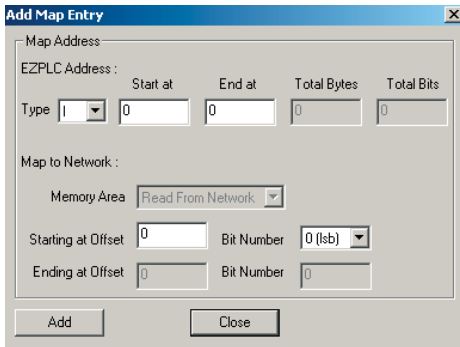 Add Map Entry
Map Address
EZPLC Address :
Start at End at Total Bytes Total Bits
Type I 0 0 0 0
Map to Network :
Memory Area Read From Network
Starting at Offset 0 Bit Number 0 (lsb)
Ending at Offset 0 Bit Number 0
Add Close